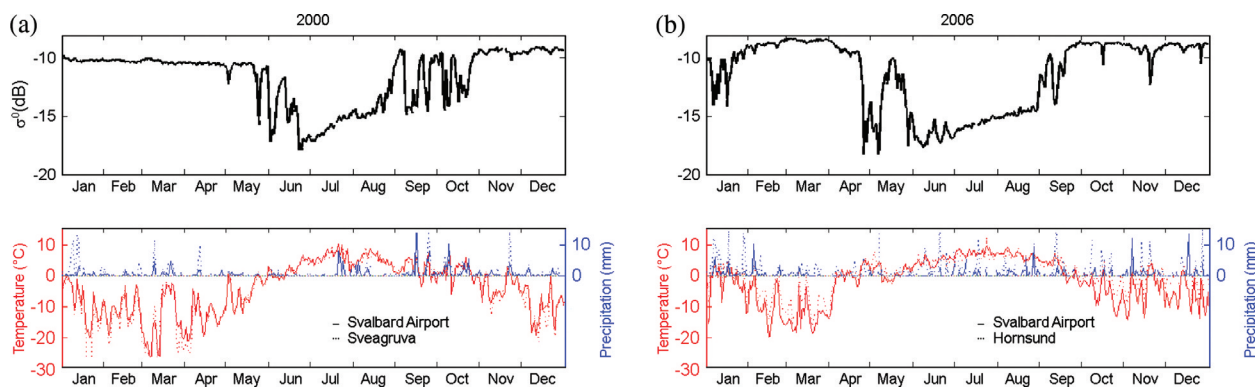 (a)
2000
σ⁰(dB)
-10
-15
-20
Jan Feb Mar Apr May Jun Jul Aug Sep Oct Nov Dec
Temperature (°C)
10
0
-10
-20
-30
10
0
Precipitation (mm)
– Svalbard Airport
···· Sveagruva
Jan Feb Mar Apr May Jun Jul Aug Sep Oct Nov Dec
(b)
2006
-10
-15
-20
Jan Feb Mar Apr May Jun Jul Aug Sep Oct Nov Dec
Temperature (°C)
10
0
-10
-20
-30
10
0
Precipitation (mm)
– Svalbard Airport
···· Hornsund
Jan Feb Mar Apr May Jun Jul Aug Sep Oct Nov Dec